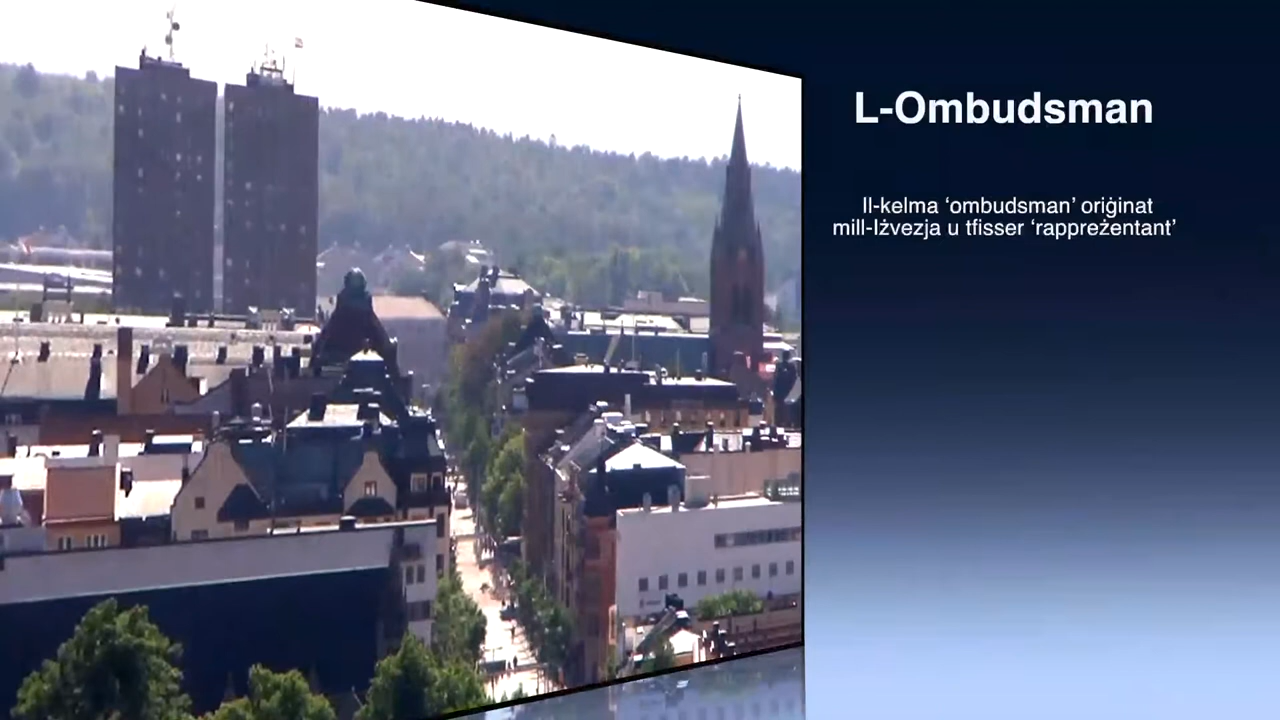 L-Ombudsman
Il-kelma ‘ombudsman’ oriġinat
mill-Iżvezja u tfisser ‘rappreżentant’